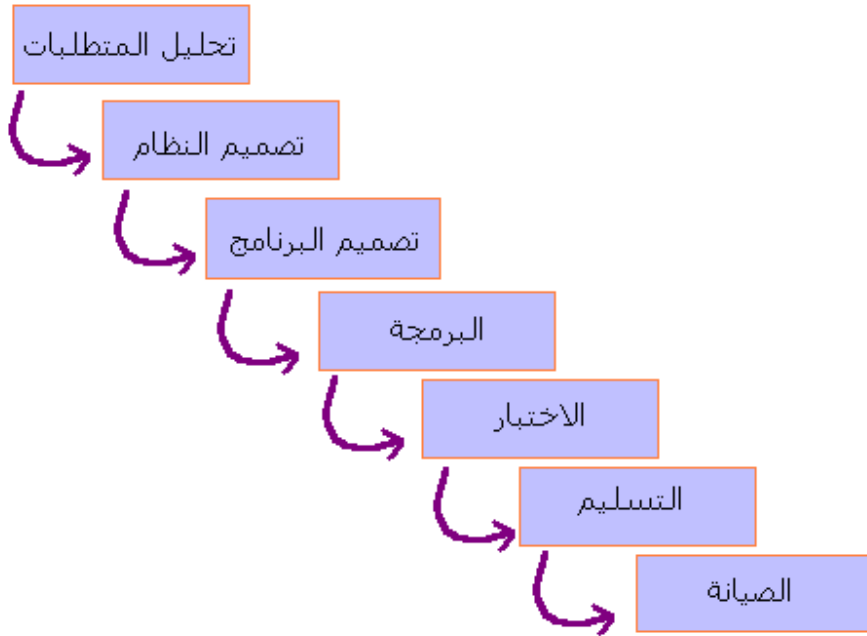 تحليل المتطلبات
تصميم النظام
تصميم البرنامج
البرمجة
الاختبار
التسليم
الصيانة